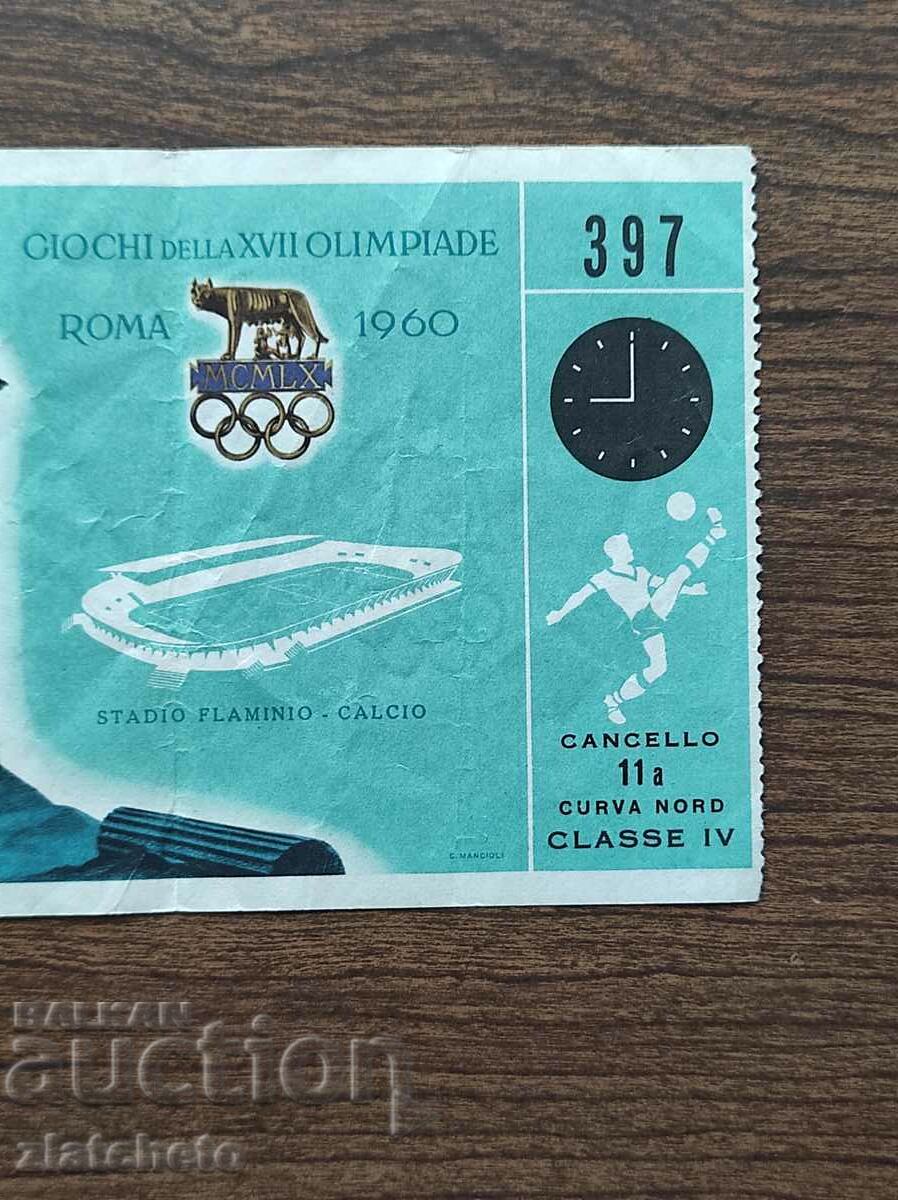 GIOCHI DELLA XVII OLIMPIADE
ROMA 1960
MCMLX
STADIO FLAMINIO - CALCIO
G. MANCIOLI
397
CANCELLO
11a
CURVA NORD
CLASSE IV
BALKAN
auction
zlatcheto